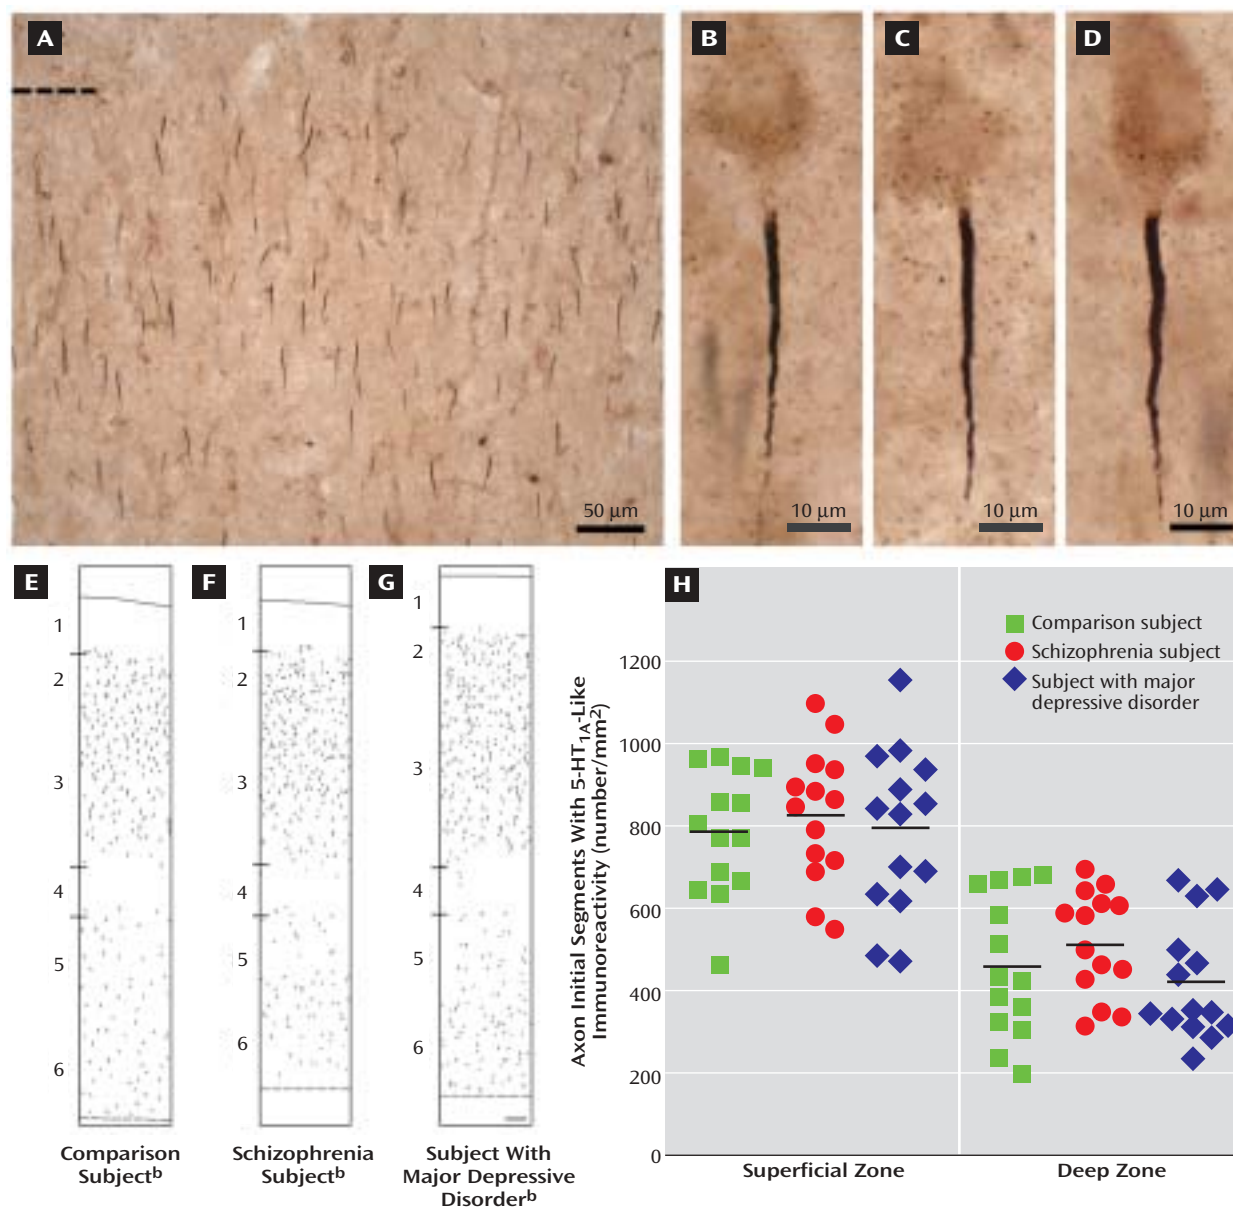 A
B
C
D
50 µm
10 µm
10 µm
10 µm
E
F
G
H
1
2
3
4
5
6
1
2
3
4
5
6
1
2
3
4
5
6
Comparison
Subjectb
Schizophrenia
Subjectb
Subject With
Major Depressive
Disorderb
Axon Initial Segments With 5-HT1A-Like
Immunoreactivity (number/mm2)
1200
1000
800
600
400
200
0
Comparison subject
Schizophrenia subject
Subject with major
depressive disorder
Superficial Zone
Deep Zone